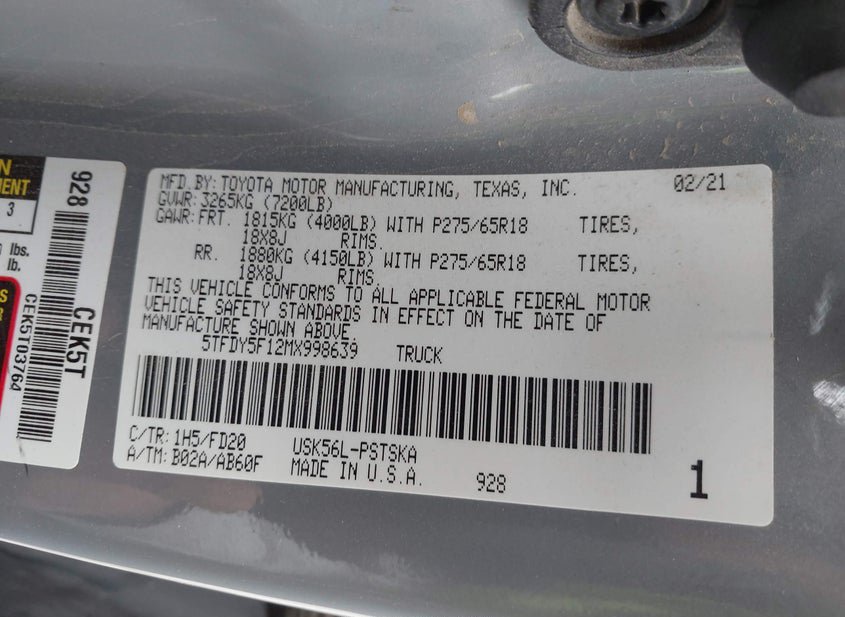 N
MENT
3
lbs.
lb.
S
R
928
CEK5T
CEK5T03764
MFD.BY: TOYOTA MOTOR MANUFACTURING, TEXAS, INC. 02/21
GVWR: 3265KG (7200LB)
GAWR: FRT. 1815KG (4000LB) WITH P275/65R18 TIRES,
18X8J RIMS.
RR. 1880KG (4150LB) WITH P275/65R18 TIRES,
18X8J RIMS.
THIS VEHICLE CONFORMS TO ALL APPLICABLE FEDERAL MOTOR
VEHICLE SAFETY STANDARDS IN EFFECT ON THE DATE OF
MANUFACTURE SHOWN ABOVE.
5TFDY5F12MX998639 TRUCK
C/TR: 1H5/FD20 USK56L-PSTSKA
A/TM: B02A/AB60F MADE IN U.S.A. 928 1